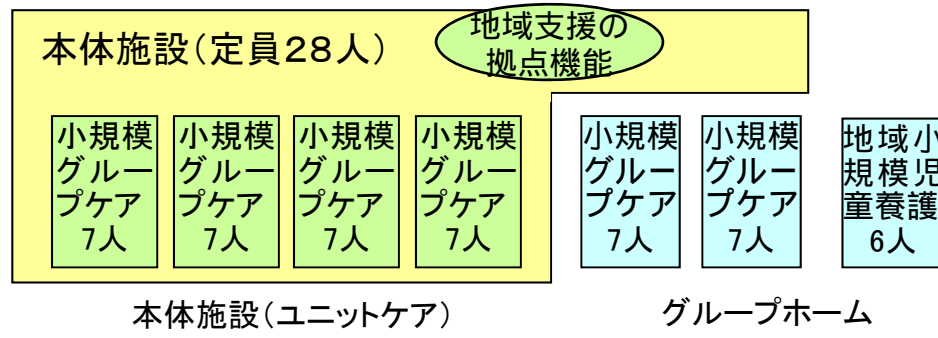 本体施設(定員28人)
地域支援の
拠点機能
小規模
グルー
プケア
7人
小規模
グルー
プケア
7人
小規模
グルー
プケア
7人
小規模
グルー
プケア
7人
小規模
グルー
プケア
7人
小規模
グルー
プケア
7人
地域小
規模児
童養護
6人
本体施設(ユニットケア)
グループホーム